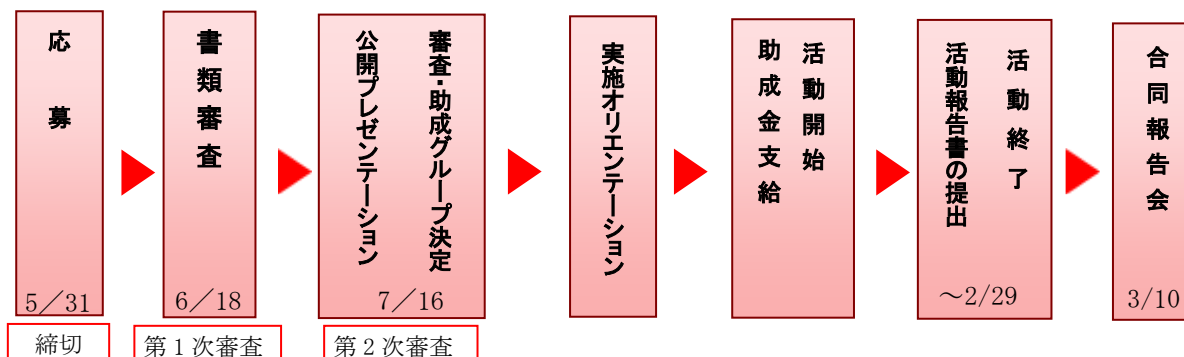 応募
5／31
締切
書類審査
6／18
第1次審査
審査・助成グループ決定
公開プレゼンテーション
7／16
第2次審査
実施オリエンテーション
活動開始
助成金支給
活動終了
活動報告書の提出
～2/29
合同報告会
3/10